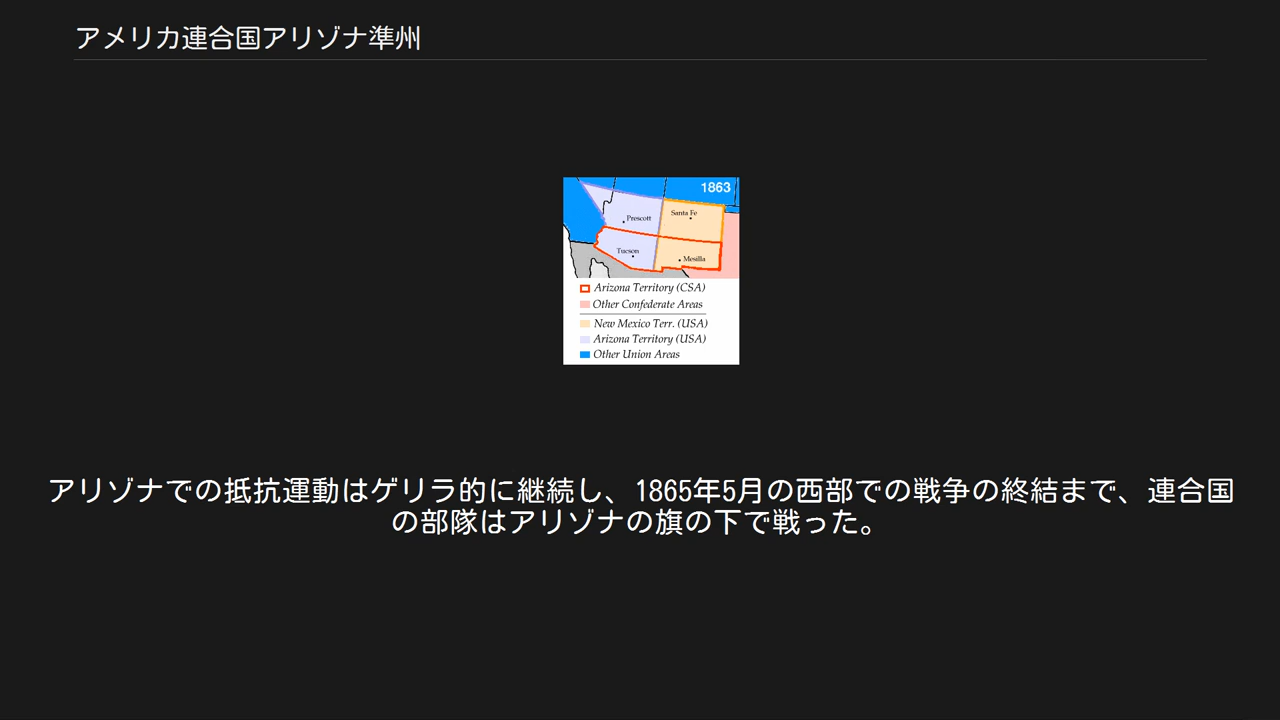 アメリカ連合国アリゾナ準州
1863
Prescott
Santa Fe
Tucson
Mesilla
Arizona Territory (CSA)
Other Confederate Areas
New Mexico Terr. (USA)
Arizona Territory (USA)
Other Union Areas
アリゾナでの抵抗運動はゲリラ的に継続し、1865年5月の西部での戦争の終結まで、連合国
の部隊はアリゾナの旗の下で戦った。